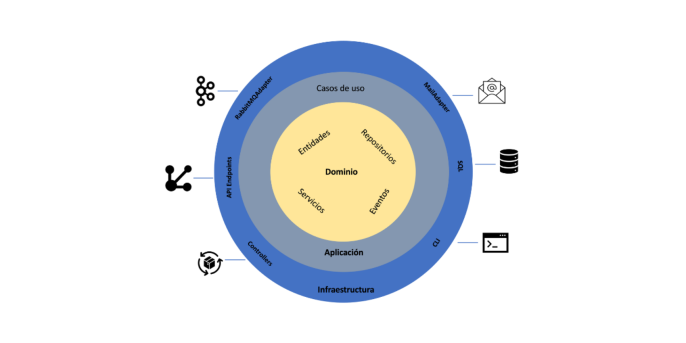 Casos de uso
RabbitMQAdapter
MailAdapter
Entidades
Repositorios
API Endpoints
Dominio
SQL
Servicios
Eventos
Controllers
CLI
Aplicación
Infraestructura
@